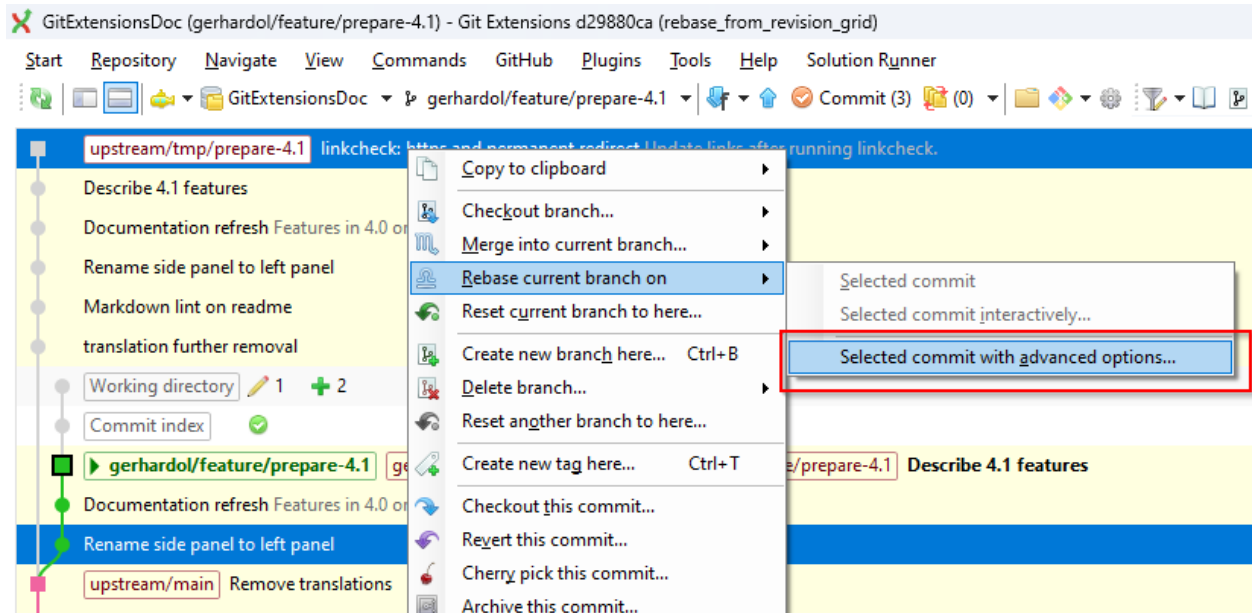 GitExtensionsDoc (gerhardol/feature/prepare-4.1) - Git Extensions d29880ca (rebase_from_revision_grid)
Start Repository Navigate View Commands GitHub Plugins Tools Help Solution Runner
GitExtensionsDoc gerhardol/feature/prepare-4.1 Commit (3) (0)
upstream/tmp/prepare-4.1 linkcheck: https and permanent redirect Update links after running linkcheck.
Copy to clipboard
Describe 4.1 features
Checkout branch...
Documentation refresh Features in 4.0 or
Merge into current branch...
Rename side panel to left panel
Rebase current branch on
Selected commit
Markdown lint on readme
Reset current branch to here...
Selected commit interactively...
translation further removal
Create new branch here... Ctrl+B
Selected commit with advanced options...
Working directory 1 2
Delete branch...
Commit index
Reset another branch to here...
gerhardol/feature/prepare-4.1 ge
Create new tag here... Ctrl+T
e/prepare-4.1 Describe 4.1 features
Documentation refresh Features in 4.0 or
Checkout this commit...
Rename side panel to left panel
Revert this commit...
upstream/main Remove translations
Cherry pick this commit...
Archive this commit...